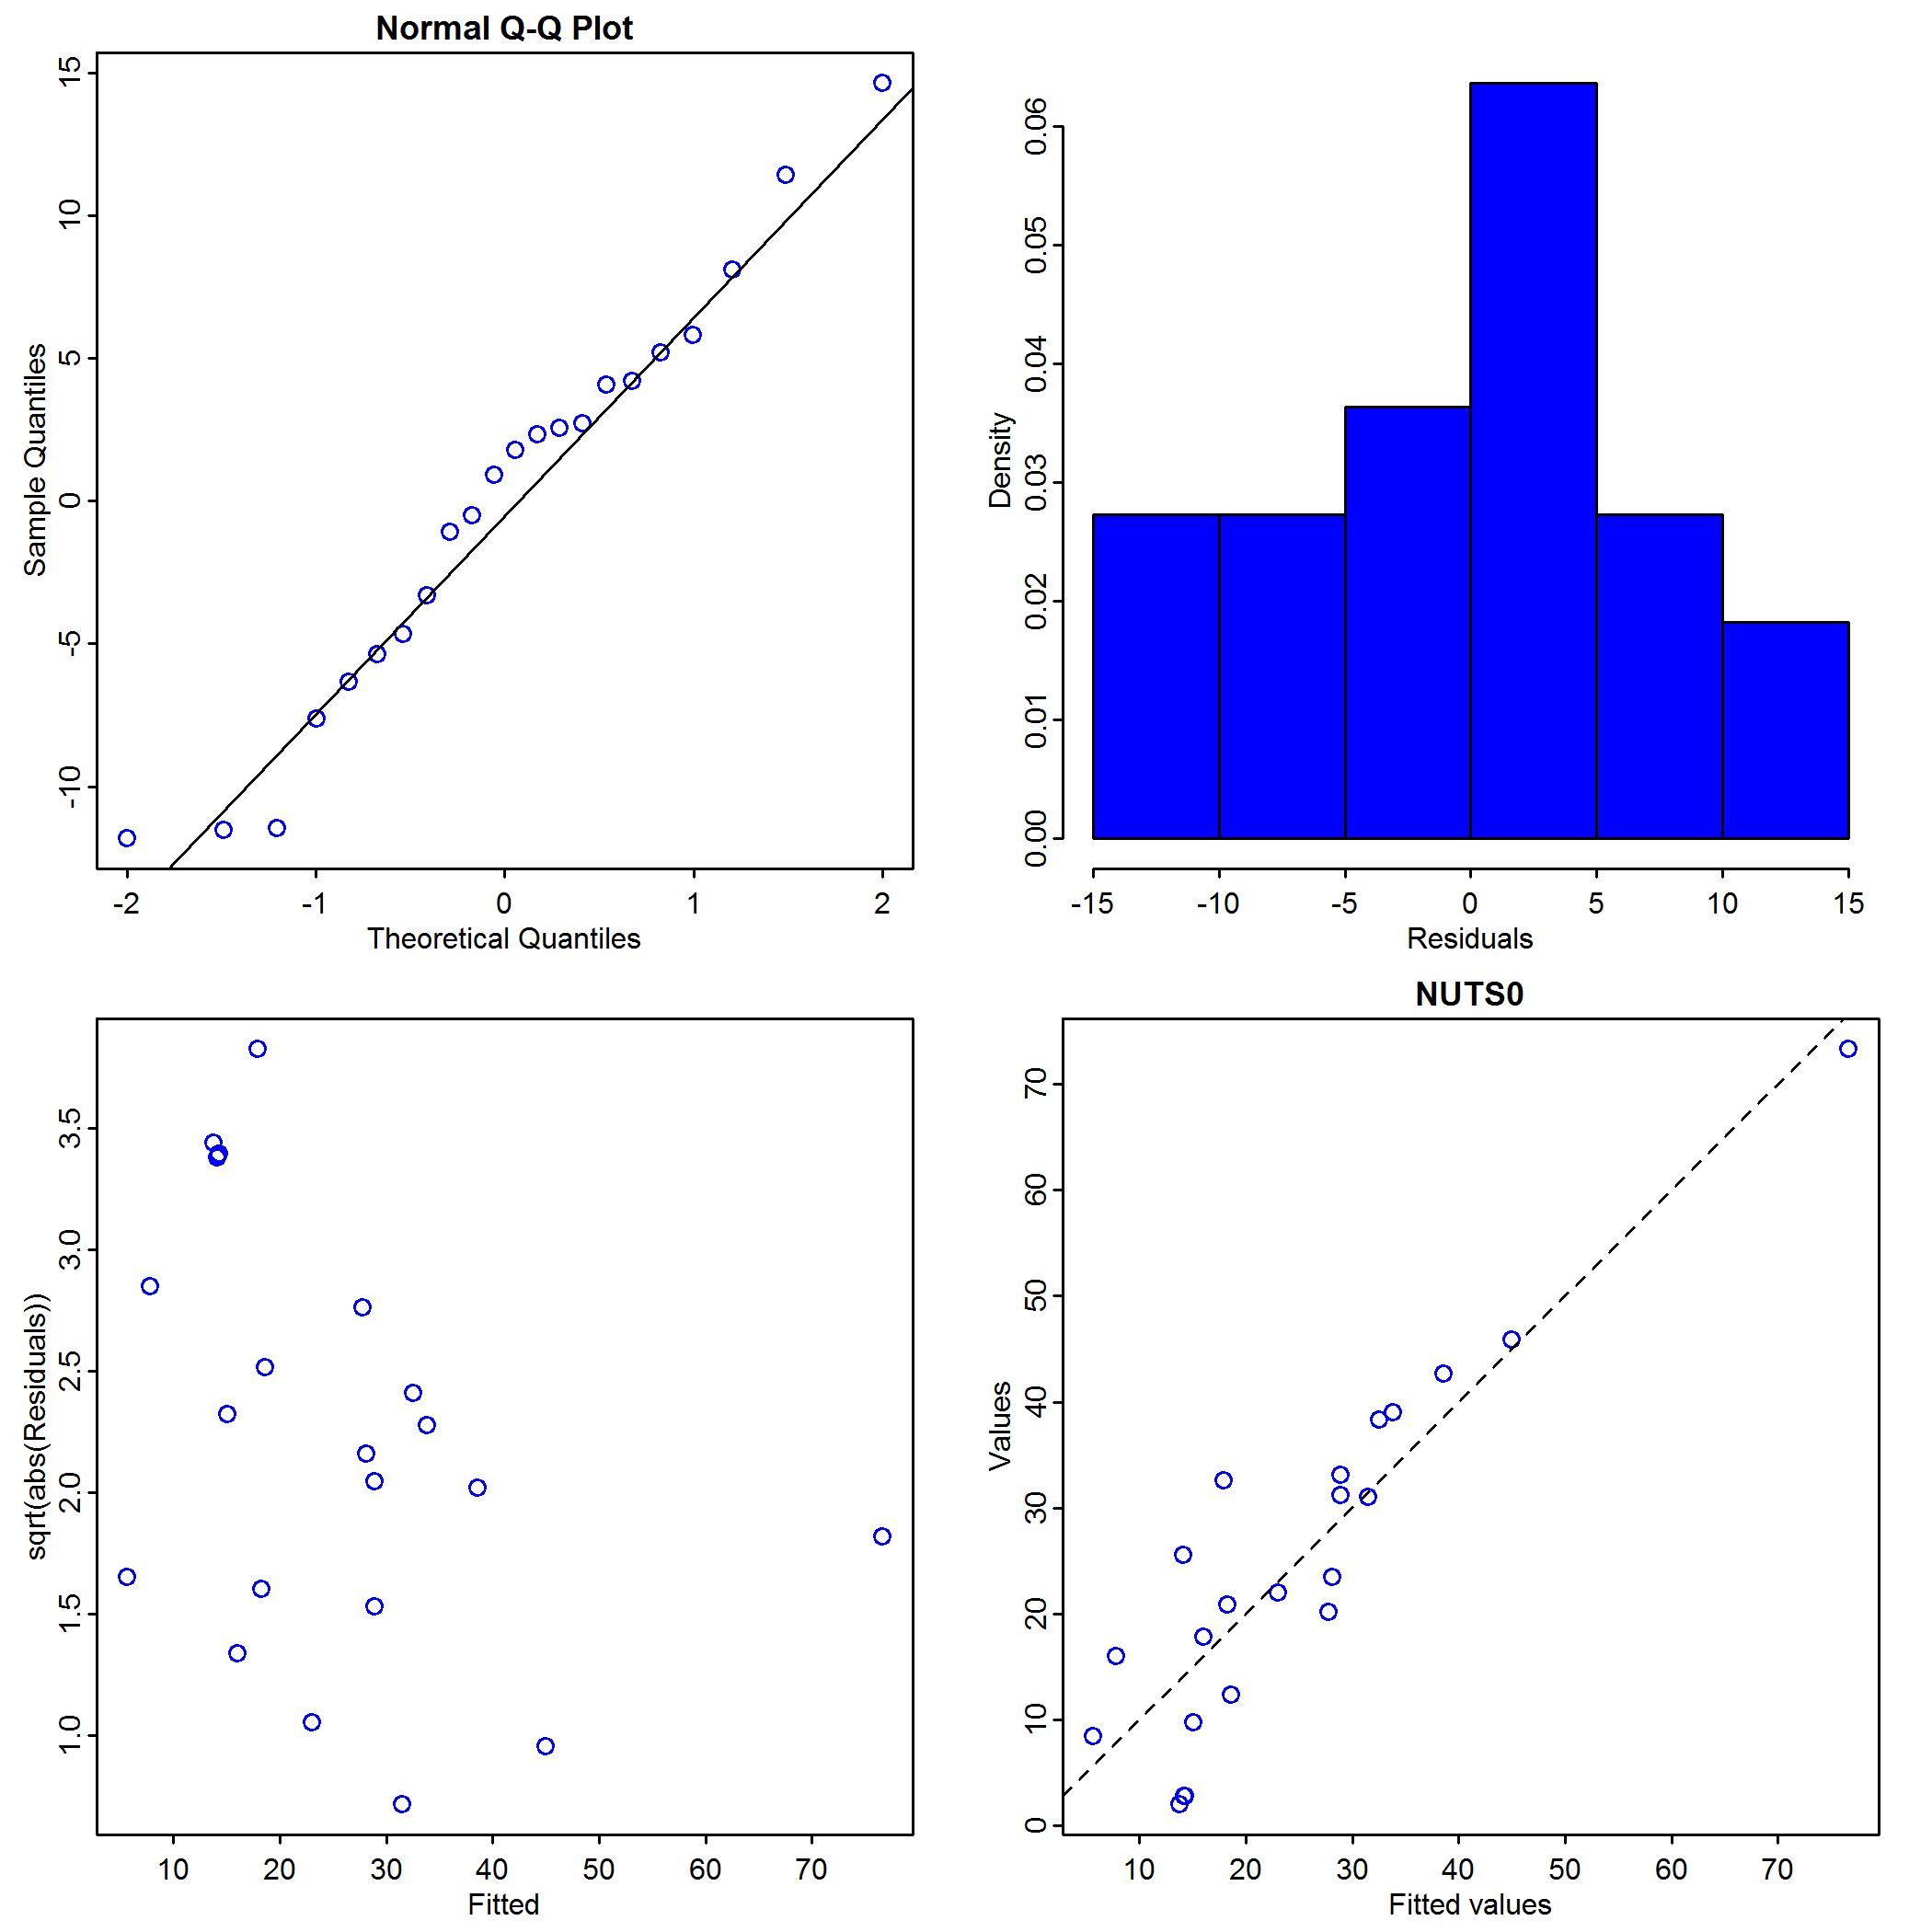 Normal Q-Q Plot
15
10
5
0
-5
-10
Sample Quantiles
-2 -1 0 1 2
Theoretical Quantiles
0.06
0.05
0.04
0.03
0.02
0.01
0.00
Density
-15 -10 -5 0 5 10 15
Residuals
3.5
3.0
2.5
2.0
1.5
1.0
sqrt(abs(Residuals))
10 20 30 40 50 60 70
Fitted
NUTS0
70
60
50
40
30
20
10
0
Values
10 20 30 40 50 60 70
Fitted values